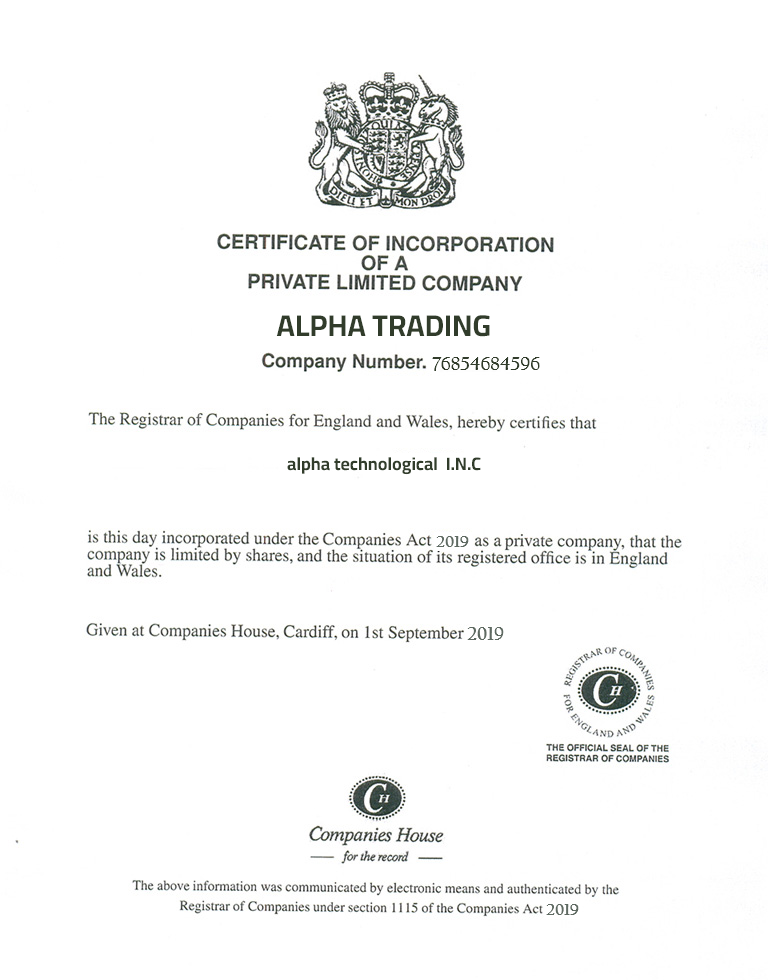 QUI MAL
HONI
PENSE
DIEU ET MON DROIT
CERTIFICATE OF INCORPORATION
OF A
PRIVATE LIMITED COMPANY
ALPHA TRADING
Company Number. 76854684596
The Registrar of Companies for England and Wales, hereby certifies that
alpha technological I.N.C
is this day incorporated under the Companies Act 2019 as a private company, that the
company is limited by shares, and the situation of its registered office is in England
and Wales.
Given at Companies House, Cardiff, on 1st September 2019
REGISTRAR OF COMPANIES
CH
FOR ENGLAND AND WALES
THE OFFICIAL SEAL OF THE
REGISTRAR OF COMPANIES
CH
Companies House
for the record
The above information was communicated by electronic means and authenticated by the
Registrar of Companies under section 1115 of the Companies Act 2019